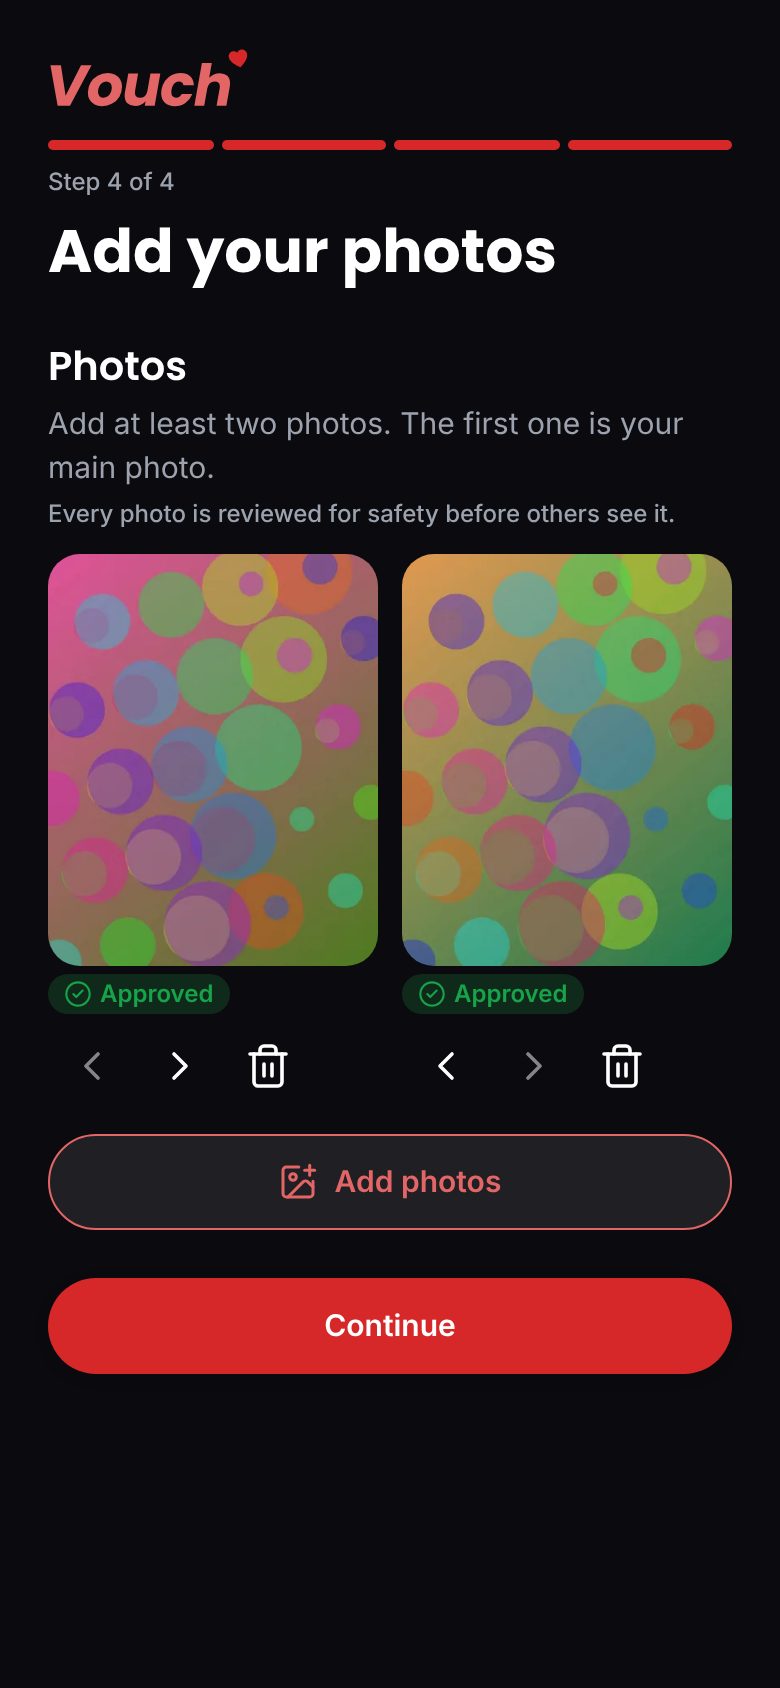 Vouch
Step 4 of 4
Add your photos
Photos
Add at least two photos. The first one is your
main photo.
Every photo is reviewed for safety before others see it.
Approved
Approved
Add photos
Continue